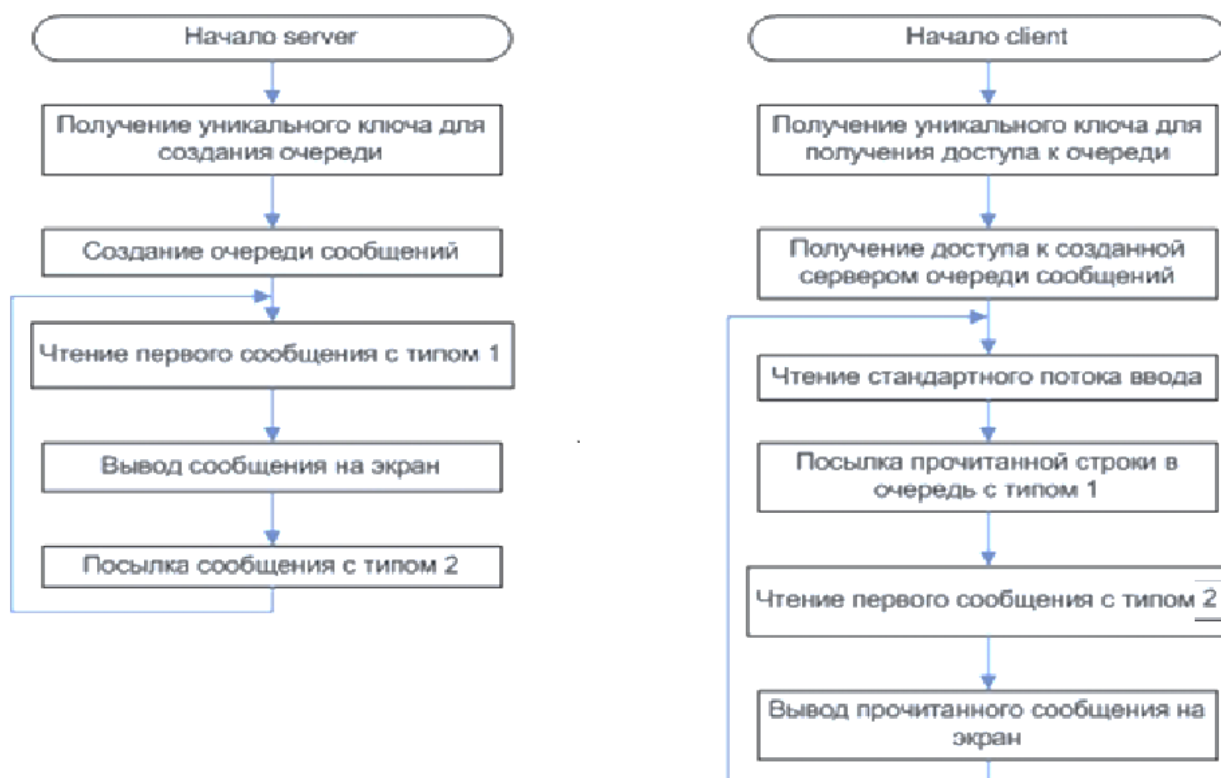 Начало server
Получение уникального ключа для
создания очереди
Создание очереди сообщений
Чтение первого сообщения с типом 1
Вывод сообщения на экран
Посылка сообщения с типом 2
Начало client
Получение уникального ключа для
получения доступа к очереди
Получение доступа к созданной
сервером очереди сообщений
Чтение стандартного потока ввода
Посылка прочитанной строки в
очередь с типом 1
Чтение первого сообщения с типом 2
Вывод прочитанного сообщения на
экран